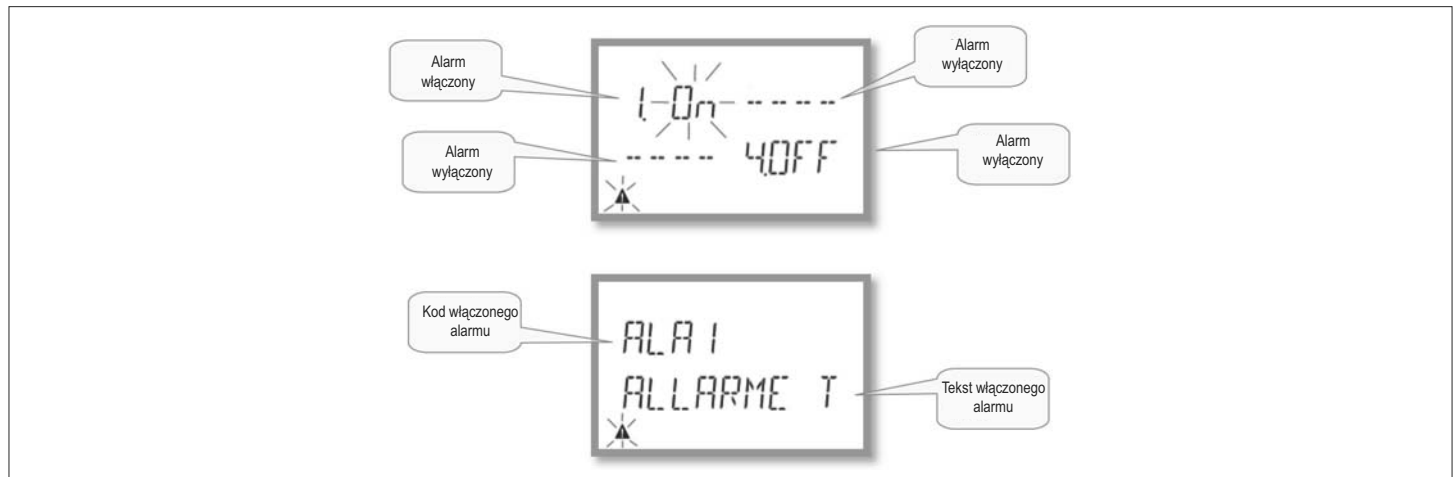 Alarm
włączony
Alarm
wyłączony
1. On ----
Alarm
wyłączony
---- 4.OFF
Alarm
wyłączony
Kod włączonego
alarmu
ALA1
ALLARME T
Tekst włączonego
alarmu